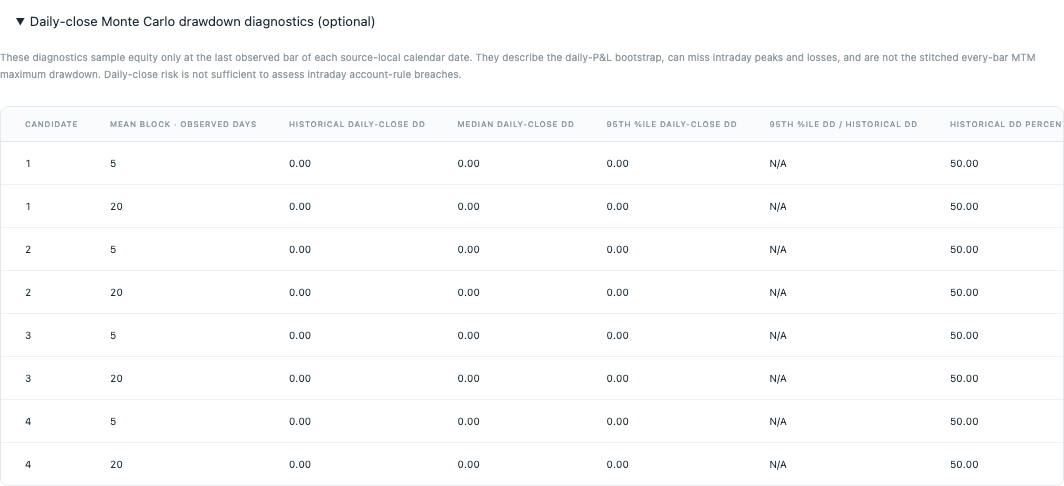 ▼ Daily-close Monte Carlo drawdown diagnostics (optional)
These diagnostics sample equity only at the last observed bar of each source-local calendar date. They describe the daily-P&L bootstrap, can miss intraday peaks and losses, and are not the stitched every-bar MTM
maximum drawdown. Daily-close risk is not sufficient to assess intraday account-rule breaches.
CANDIDATE MEAN BLOCK · OBSERVED DAYS HISTORICAL DAILY-CLOSE DD MEDIAN DAILY-CLOSE DD 95TH %ILE DAILY-CLOSE DD 95TH %ILE DD / HISTORICAL DD HISTORICAL DD PERCEN
1 5 0.00 0.00 0.00 N/A 50.00
1 20 0.00 0.00 0.00 N/A 50.00
2 5 0.00 0.00 0.00 N/A 50.00
2 20 0.00 0.00 0.00 N/A 50.00
3 5 0.00 0.00 0.00 N/A 50.00
3 20 0.00 0.00 0.00 N/A 50.00
4 5 0.00 0.00 0.00 N/A 50.00
4 20 0.00 0.00 0.00 N/A 50.00